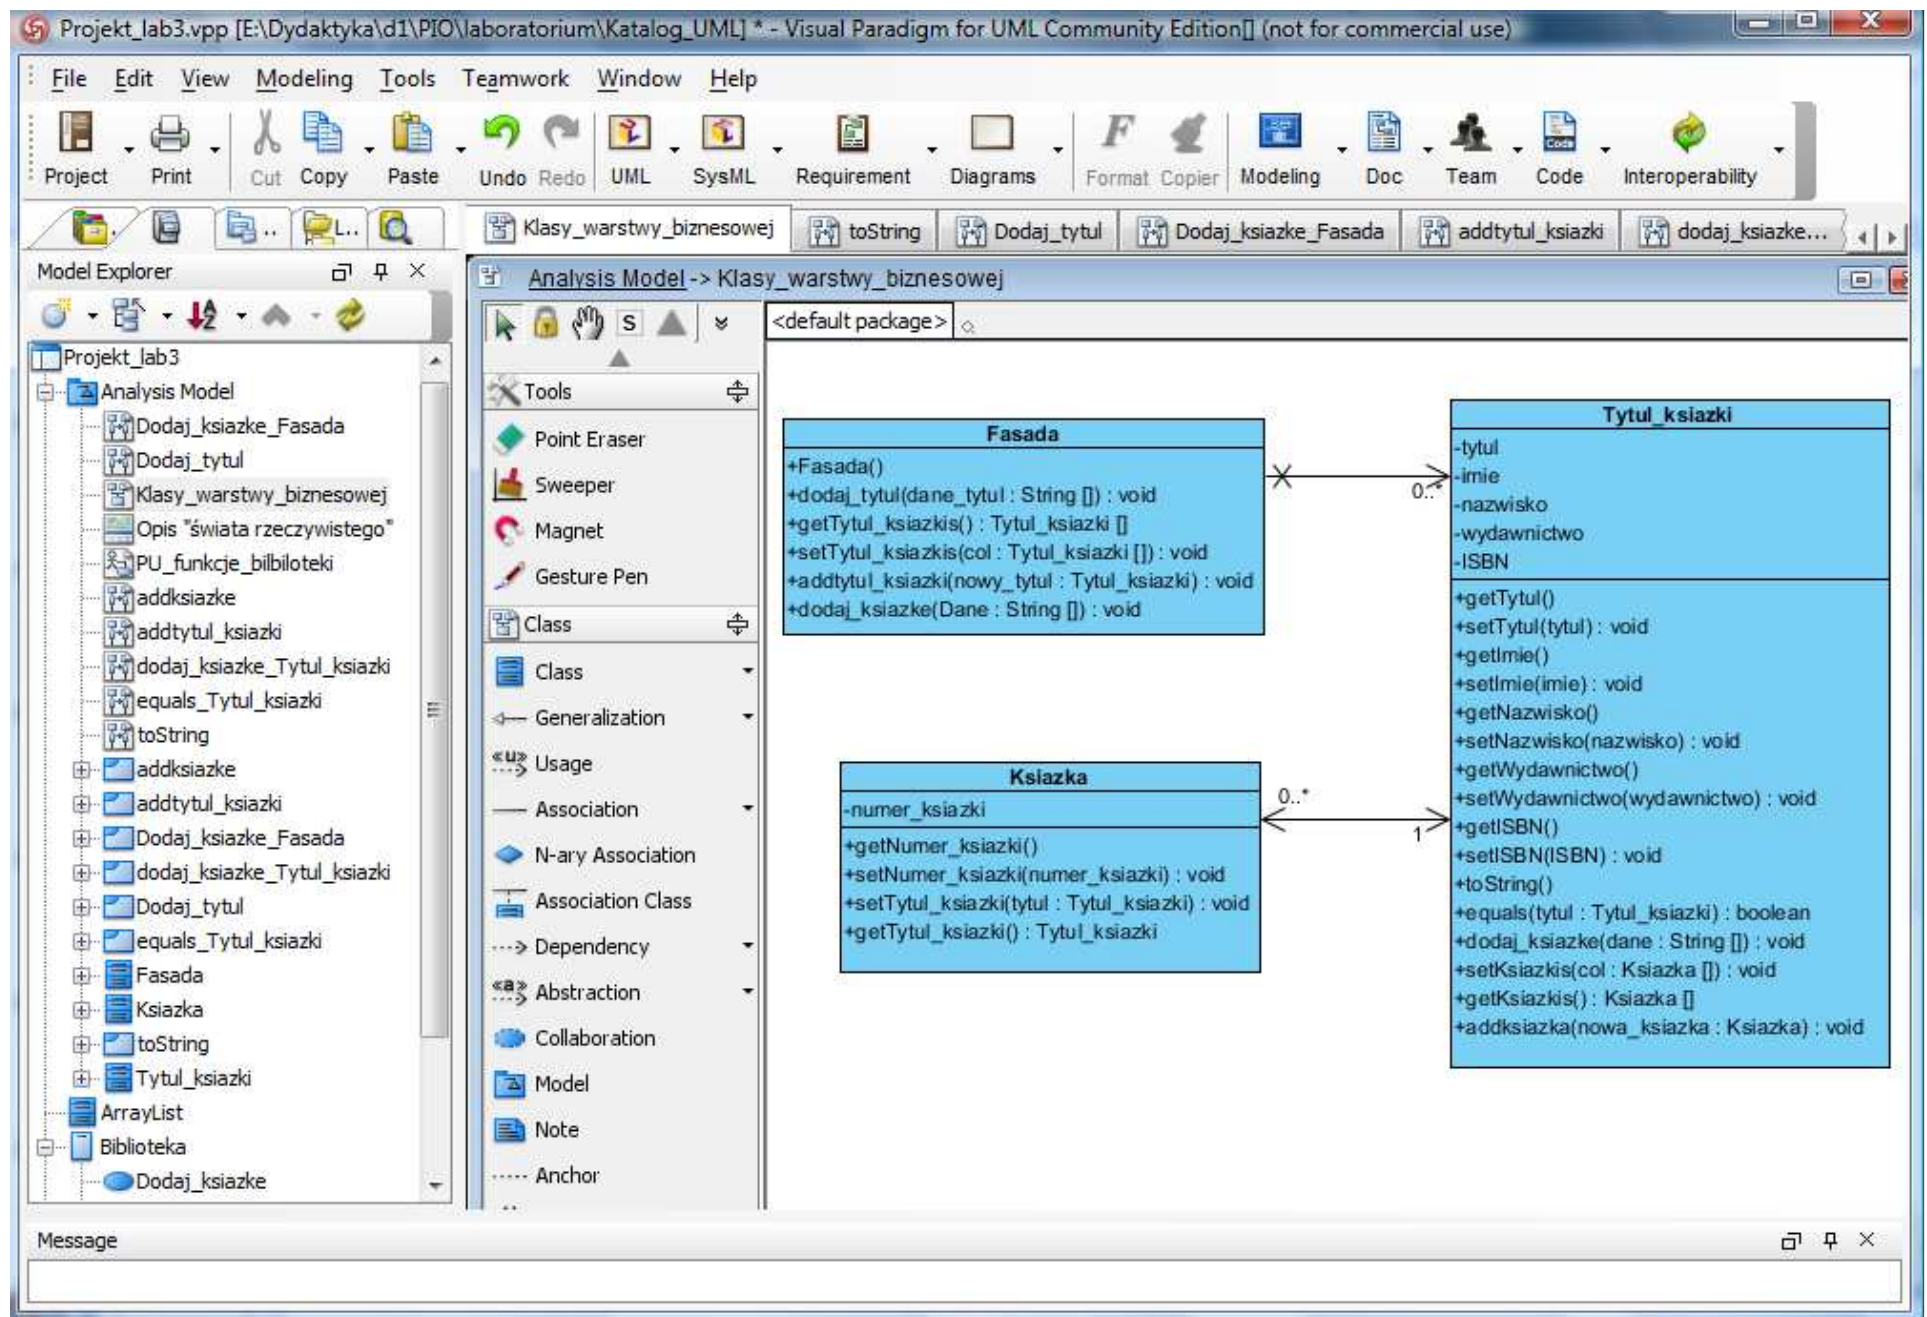 Projekt_lab3.vpp [E:\Dydaktyka\d1\PIO\laboratorium\Katalog_UML] * - Visual Paradigm for UML Community Edition[] (not for commercial use)
File Edit View Modeling Tools Teamwork Window Help
Project Print Cut Copy Paste Undo Redo UML SysML Requirement Diagrams Format Copier Modeling Doc Team Code Interoperability
L..
Klasy_warstwy_biznesowej toString Dodaj_tytul Dodaj_ksiazke_Fasada addtytul_ksiazki dodaj_ksiazke...
Model Explorer
Projekt_lab3
Analysis Model
Dodaj_ksiazke_Fasada
Dodaj_tytul
Klasy_warstwy_biznesowej
Opis "świata rzeczywistego"
PU_funkcje_bilbiloteki
addksiazke
addtytul_ksiazki
dodaj_ksiazke_Tytul_ksiazki
equals_Tytul_ksiazki
toString
addksiazke
addtytul_ksiazki
Dodaj_ksiazke_Fasada
dodaj_ksiazke_Tytul_ksiazki
Dodaj_tytul
equals_Tytul_ksiazki
Fasada
Ksiazka
toString
Tytul_ksiazki
ArrayList
Biblioteka
Dodaj_ksiazke
Analysis Model -> Klasy_warstwy_biznesowej
S
<default package>
Tools
Point Eraser
Sweeper
Magnet
Gesture Pen
Class
Class
Generalization
«u» Usage
Association
N-ary Association
Association Class
Dependency
«a» Abstraction
Collaboration
Model
Note
Anchor
Fasada
+Fasada()
+dodaj_tytul(dane_tytul : String []) : void
+getTytul_ksiazkis() : Tytul_ksiazki []
+setTytul_ksiazkis(col : Tytul_ksiazki []) : void
+addtytul_ksiazki(nowy_tytul : Tytul_ksiazki) : void
+dodaj_ksiazke(Dane : String []) : void
0..*
Ksiazka
-numer_ksiazki
+getNumer_ksiazki()
+setNumer_ksiazki(numer_ksiazki) : void
+setTytul_ksiazki(tytul : Tytul_ksiazki) : void
+getTytul_ksiazki() : Tytul_ksiazki
0..*
1
Tytul_ksiazki
-tytul
-imie
-nazwisko
-wydawnictwo
-ISBN
+getTytul()
+setTytul(tytul) : void
+getImie()
+setImie(imie) : void
+getNazwisko()
+setNazwisko(nazwisko) : void
+getWydawnictwo()
+setWydawnictwo(wydawnictwo) : void
+getISBN()
+setISBN(ISBN) : void
+toString()
+equals(tytul : Tytul_ksiazki) : boolean
+dodaj_ksiazke(dane : String []) : void
+setKsiazkis(col : Ksiazka []) : void
+getKsiazkis() : Ksiazka []
+addksiazka(nowa_ksiazka : Ksiazka) : void
Message